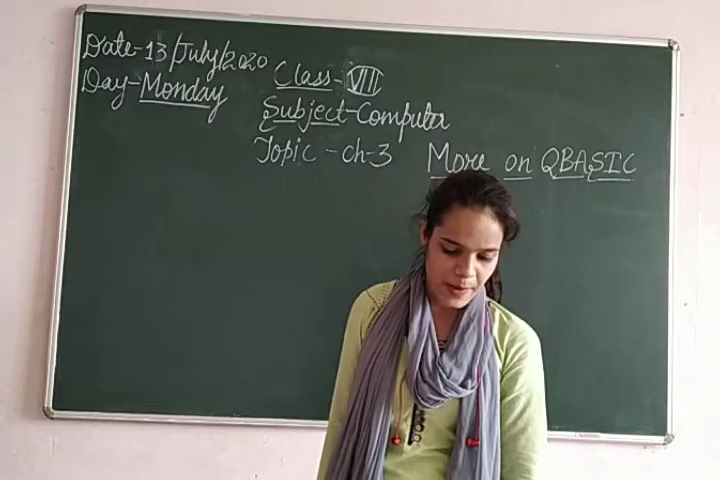 Date-13/July/2020
Day-Monday
Class-VII
Subject-Computer
Topic-ch-3 More on QBASIC